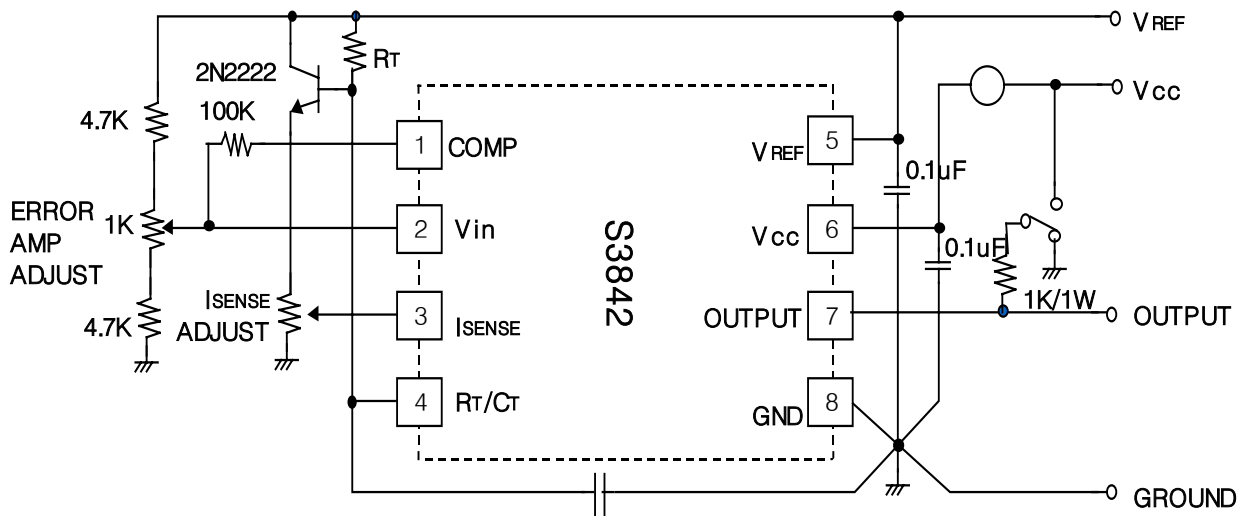 VREF
RT
2N2222
VCC
100K
4.7K
1 COMP
5
VREF
0.1uF
ERROR
AMP
ADJUST
1K
2 Vin
S3842
6
VCC
0.1uF
ISENSE
ADJUST
4.7K
3 ISENSE
1K/1W
OUTPUT
7
OUTPUT
4 RT/CT
8
GND
GROUND